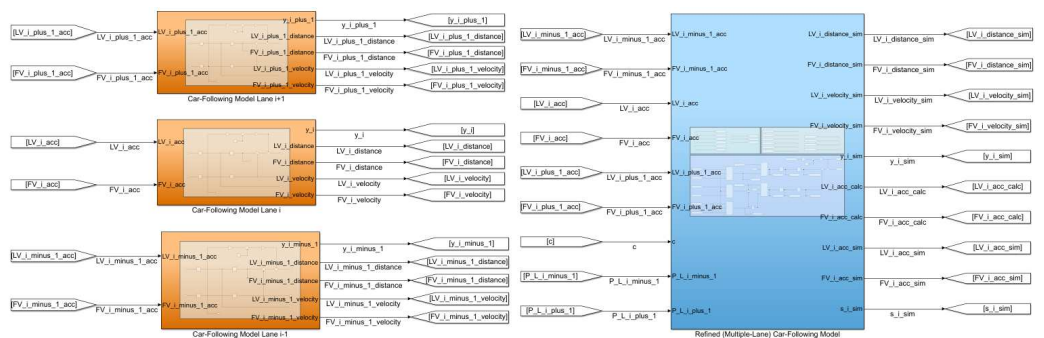 [LV_i_plus_1_acc]
LV_i_plus_1_acc
LV_i_plus_1_acc
[FV_i_plus_1_acc]
FV_i_plus_1_acc
FV_i_plus_1_acc
y_i_plus_1
y_i_plus_1
[y_i_plus_1]
LV_i_plus_1_distance
LV_i_plus_1_distance
[LV_i_plus_1_distance]
FV_i_plus_1_distance
FV_i_plus_1_distance
[FV_i_plus_1_distance]
LV_i_plus_1_velocity
LV_i_plus_1_velocity
[LV_i_plus_1_velocity]
FV_i_plus_1_velocity
FV_i_plus_1_velocity
[FV_i_plus_1_velocity]
Car-Following Model Lane i+1
[LV_i_acc]
LV_i_acc
LV_i_acc
[FV_i_acc]
FV_i_acc
FV_i_acc
y_i
y_i
[y_i]
LV_i_distance
LV_i_distance
[LV_i_distance]
FV_i_distance
FV_i_distance
[FV_i_distance]
LV_i_velocity
LV_i_velocity
[LV_i_velocity]
FV_i_velocity
FV_i_velocity
[FV_i_velocity]
Car-Following Model Lane i
[LV_i_minus_1_acc]
LV_i_minus_1_acc
LV_i_minus_1_acc
[FV_i_minus_1_acc]
FV_i_minus_1_acc
FV_i_minus_1_acc
y_i_minus_1
y_i_minus_1
[y_i_minus_1]
LV_i_minus_1_distance
LV_i_minus_1_distance
[LV_i_minus_1_distance]
FV_i_minus_1_distance
FV_i_minus_1_distance
[FV_i_minus_1_distance]
LV_i_minus_1_velocity
LV_i_minus_1_velocity
[LV_i_minus_1_velocity]
FV_i_minus_1_velocity
FV_i_minus_1_velocity
[FV_i_minus_1_velocity]
Car-Following Model Lane i-1
[LV_i_minus_1_acc]
LV_i_minus_1_acc
LV_i_minus_1_acc
[FV_i_minus_1_acc]
FV_i_minus_1_acc
FV_i_minus_1_acc
[LV_i_acc]
LV_i_acc
LV_i_acc
[FV_i_acc]
FV_i_acc
FV_i_acc
[LV_i_plus_1_acc]
LV_i_plus_1_acc
LV_i_plus_1_acc
[FV_i_plus_1_acc]
FV_i_plus_1_acc
FV_i_plus_1_acc
[c]
c
c
[P_L_i_minus_1]
P_L_i_minus_1
P_L_i_minus_1
[P_L_i_plus_1]
P_L_i_plus_1
P_L_i_plus_1
LV_i_distance_sim
LV_i_distance_sim
[LV_i_distance_sim]
FV_i_distance_sim
FV_i_distance_sim
[FV_i_distance_sim]
LV_i_velocity_sim
LV_i_velocity_sim
[LV_i_velocity_sim]
FV_i_velocity_sim
FV_i_velocity_sim
[FV_i_velocity_sim]
y_i_sim
y_i_sim
[y_i_sim]
LV_i_acc_calc
LV_i_acc_calc
[LV_i_acc_calc]
FV_i_acc_calc
FV_i_acc_calc
[FV_i_acc_calc]
LV_i_acc_sim
LV_i_acc_sim
[LV_i_acc_sim]
FV_i_acc_sim
FV_i_acc_sim
[FV_i_acc_sim]
s_i_sim
s_i_sim
[s_i_sim]
Refined (Multiple-Lane) Car-Following Model